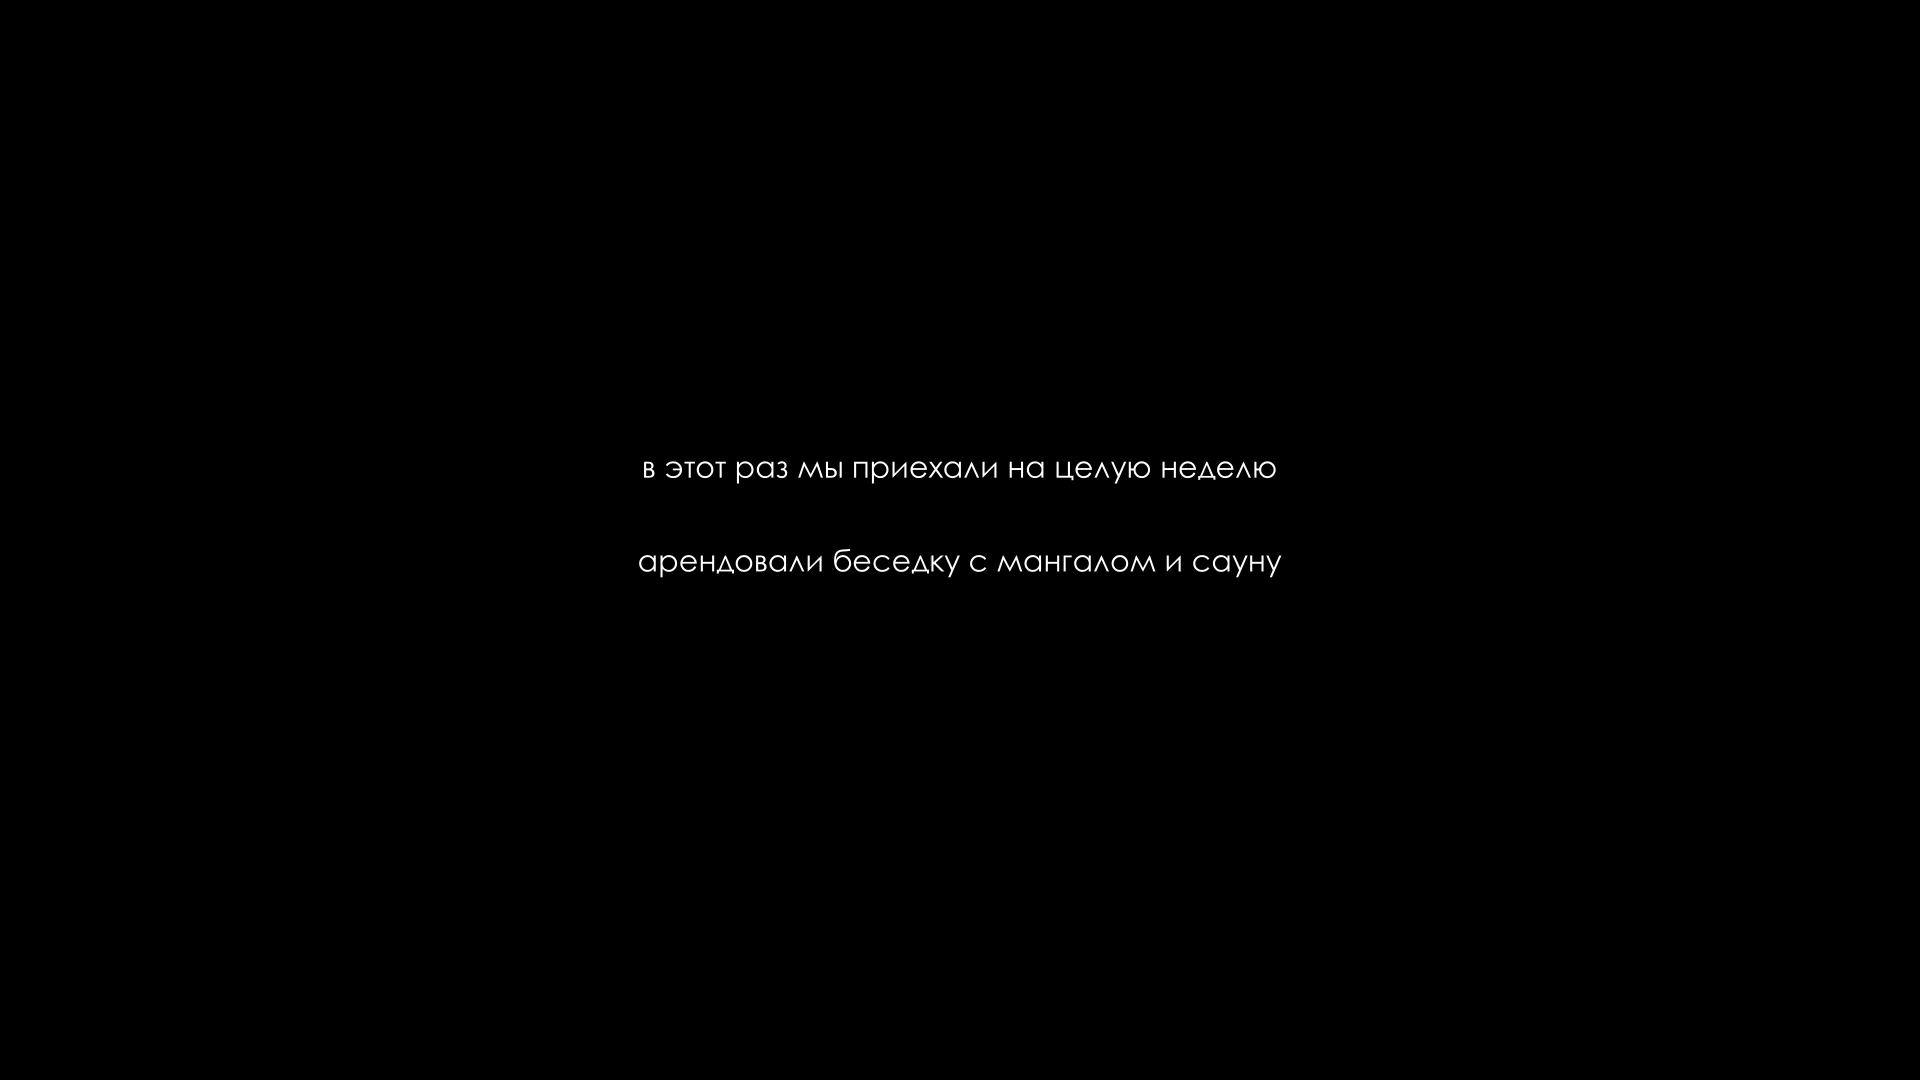 в этот раз мы приехали на целую неделю
арендовали беседку с мангалом и сауну